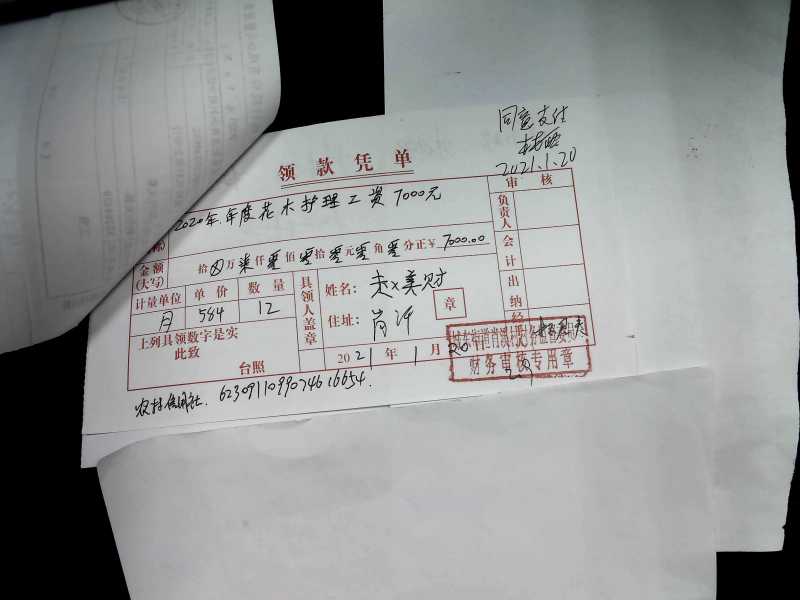 同意支付
2021.1.20
领款凭单
2020年.年度花木护理工资7000元
审核
负责人
金额(大写) 拾⊗万柒仟零佰零拾零元零角零分正¥ 7000.00
会计
计量单位 单价 数量
月 584 12
具领人盖章
姓名:
章
住址:
出纳
上列具领数字是实
此致
台照
2021年1月20
财务审核专用章
农村信用社. 6230911099074616654.